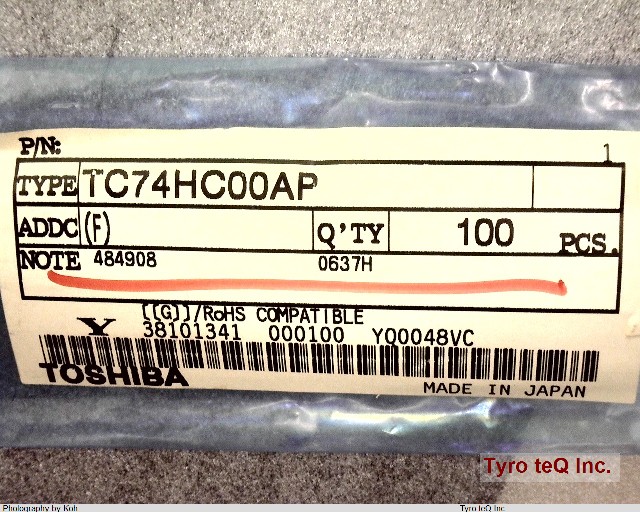 P/N: 1
TYPE TC74HC00AP
ADDC (F) Q'TY 100 PCS.
NOTE 484908 0637H
[[G]]/RoHS COMPATIBLE
Y 38101341 000100 YQ0048VC
TOSHIBA
MADE IN JAPAN
Tyro teQ Inc.
Photography by Koh Tyro teQ Inc